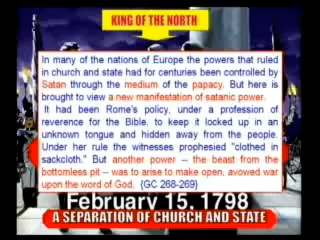 KING OF THE NORTH
In many of the nations of Europe the powers that ruled
in church and state had for centuries been controlled by
Satan through the medium of the papacy. But here is
brought to view a new manifestation of satanic power.
It had been Rome's policy, under a profession of
reverence for the Bible, to keep it locked up in an
unknown tongue and hidden away from the people.
Under her rule the witnesses prophesied "clothed in
sackcloth." But another power -- the beast from the
bottomless pit -- was to arise to make open, avowed war
upon the word of God. {GC 268-269}
February 15, 1798
A SEPARATION OF CHURCH AND STATE